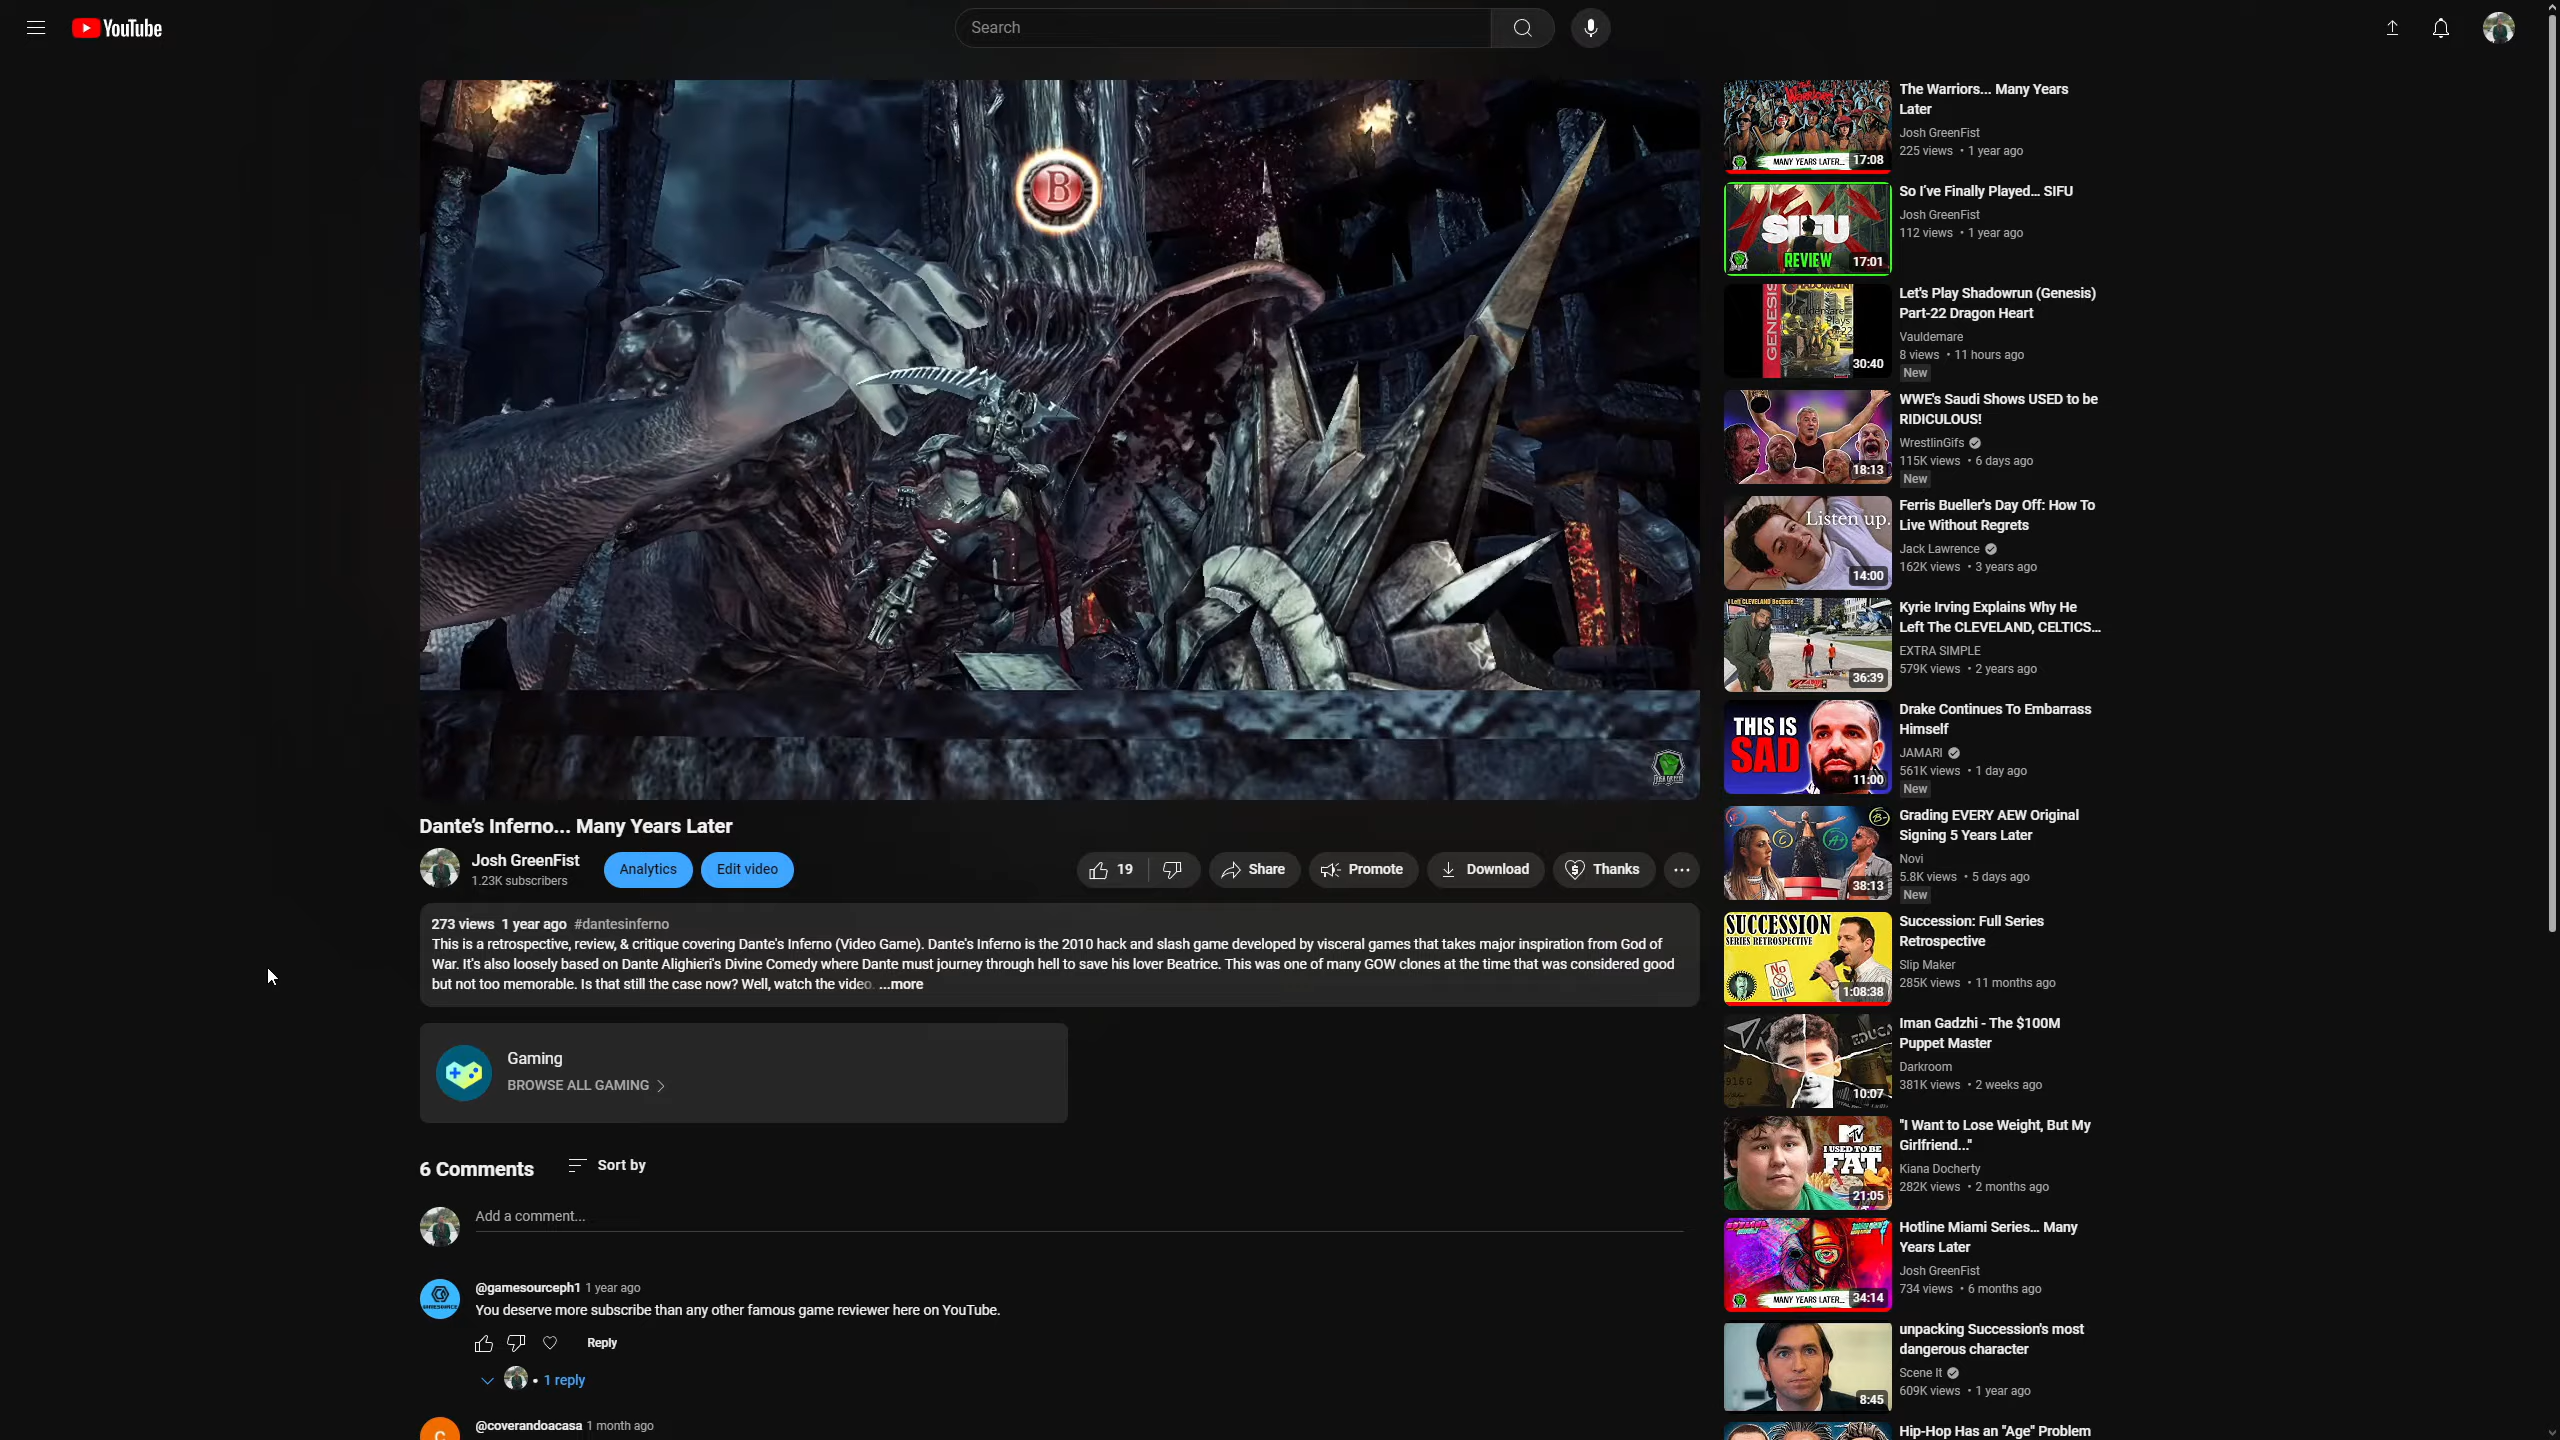 YouTube
Search
B
Dante's Inferno... Many Years Later
Josh GreenFist
1.23K subscribers
Analytics
Edit video
19
Share
Promote
Download
Thanks
273 views 1 year ago #dantesinferno
This is a retrospective, review, & critique covering Dante's Inferno (Video Game). Dante's Inferno is the 2010 hack and slash game developed by visceral games that takes major inspiration from God of
War. It's also loosely based on Dante Alighieri's Divine Comedy where Dante must journey through hell to save his lover Beatrice. This was one of many GOW clones at the time that was considered good
but not too memorable. Is that still the case now? Well, watch the video. ...more
Gaming
BROWSE ALL GAMING
6 Comments
Sort by
Add a comment...
@gamesourceph1 1 year ago
You deserve more subscribe than any other famous game reviewer here on YouTube.
Reply
1 reply
C
@coverandoacasa 1 month ago
MANY YEARS LATER...
17:08
The Warriors... Many Years
Later
Josh GreenFist
225 views • 1 year ago
SIFU
REVIEW
17:01
So I've Finally Played... SIFU
Josh GreenFist
112 views • 1 year ago
GENESIS
30:40
Let's Play Shadowrun (Genesis)
Part-22 Dragon Heart
Vauldemare
8 views • 11 hours ago
New
18:13
WWE's Saudi Shows USED to be
RIDICULOUS!
WrestlinGifs
115K views • 6 days ago
New
Listen up.
14:00
Ferris Bueller's Day Off: How To
Live Without Regrets
Jack Lawrence
162K views • 3 years ago
I Left CLEVELAND Because...
36:39
Kyrie Irving Explains Why He
Left The CLEVELAND, CELTICS...
EXTRA SIMPLE
579K views • 2 years ago
THIS IS
SAD
11:00
Drake Continues To Embarrass
Himself
JAMARI
561K views • 1 day ago
New
F
C
A+
B-
38:13
Grading EVERY AEW Original
Signing 5 Years Later
Novi
5.8K views • 5 days ago
New
SUCCESSION
SERIES RETROSPECTIVE
No
DIVING
1:08:38
Succession: Full Series
Retrospective
Slip Maker
285K views • 11 months ago
10:07
Iman Gadzhi - The $100M
Puppet Master
Darkroom
381K views • 2 weeks ago
MTV
I USED TO BE
FAT
21:05
"I Want to Lose Weight, But My
Girlfriend..."
Kiana Docherty
282K views • 2 months ago
MANY YEARS LATER...
34:14
Hotline Miami Series... Many
Years Later
Josh GreenFist
734 views • 6 months ago
8:45
unpacking Succession's most
dangerous character
Scene It
609K views • 1 year ago
Hip-Hop Has an "Age" Problem